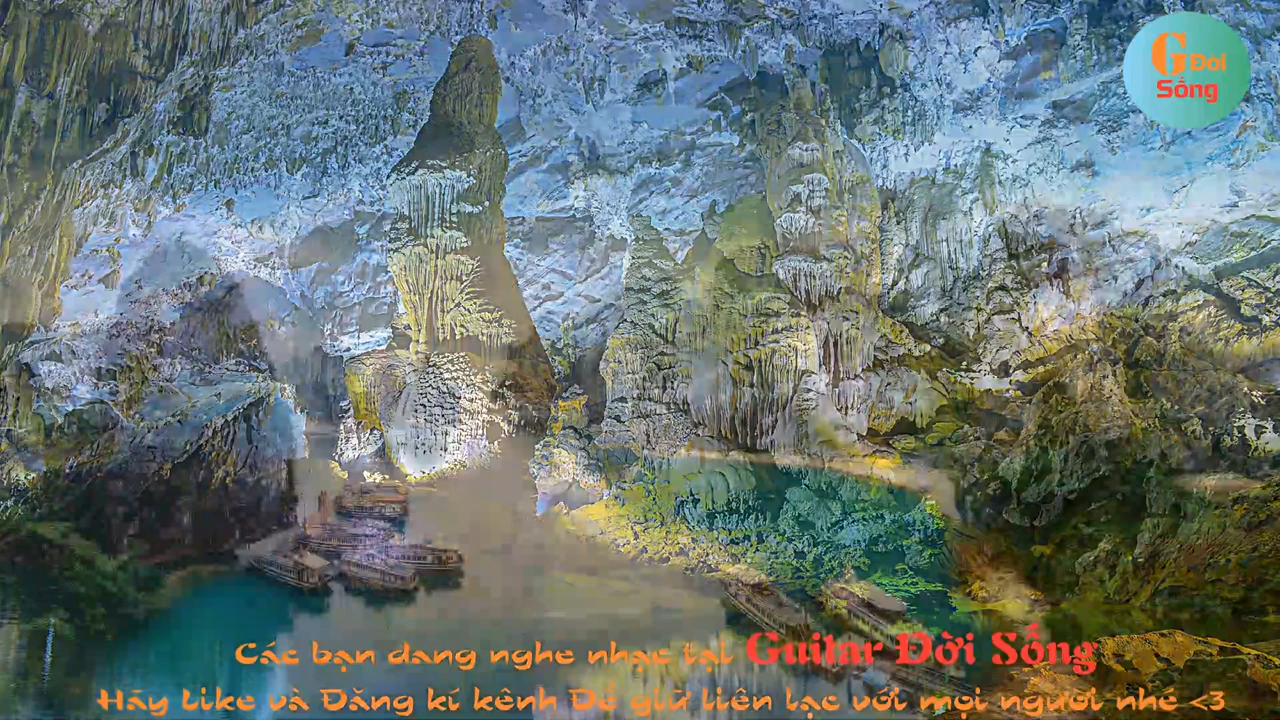 G Đời
Sống
Các bạn đang nghe nhạc tại Guitar Đời Sống
Hãy Like và Đăng kí kênh Để giữ liên lạc với mọi người nhé <3